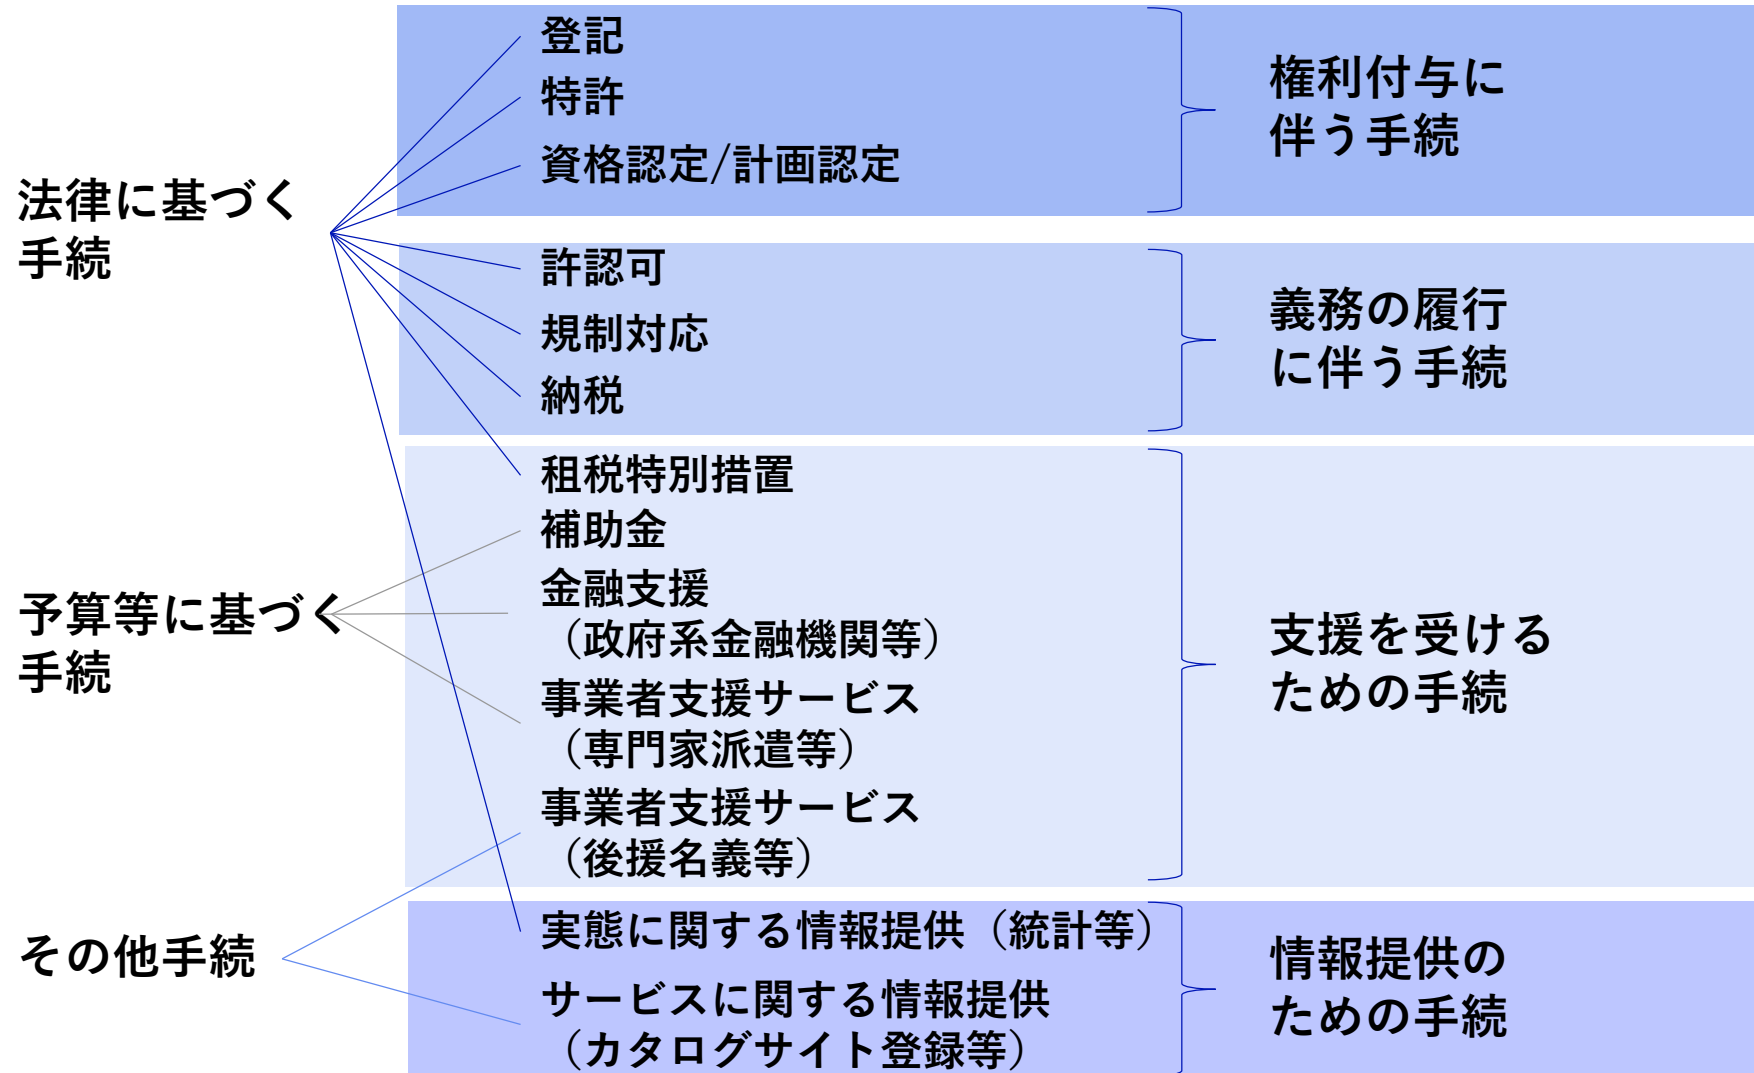 法律に基づく
手続
予算等に基づく
手続
その他手続
登記
特許
資格認定/計画認定
許認可
規制対応
納税
租税特別措置
補助金
金融支援
（政府系金融機関等）
事業者支援サービス
（専門家派遣等）
事業者支援サービス
（後援名義等）
実態に関する情報提供（統計等）
サービスに関する情報提供
（カタログサイト登録等）
権利付与に
伴う手続
義務の履行
に伴う手続
支援を受ける
ための手続
情報提供の
ための手続